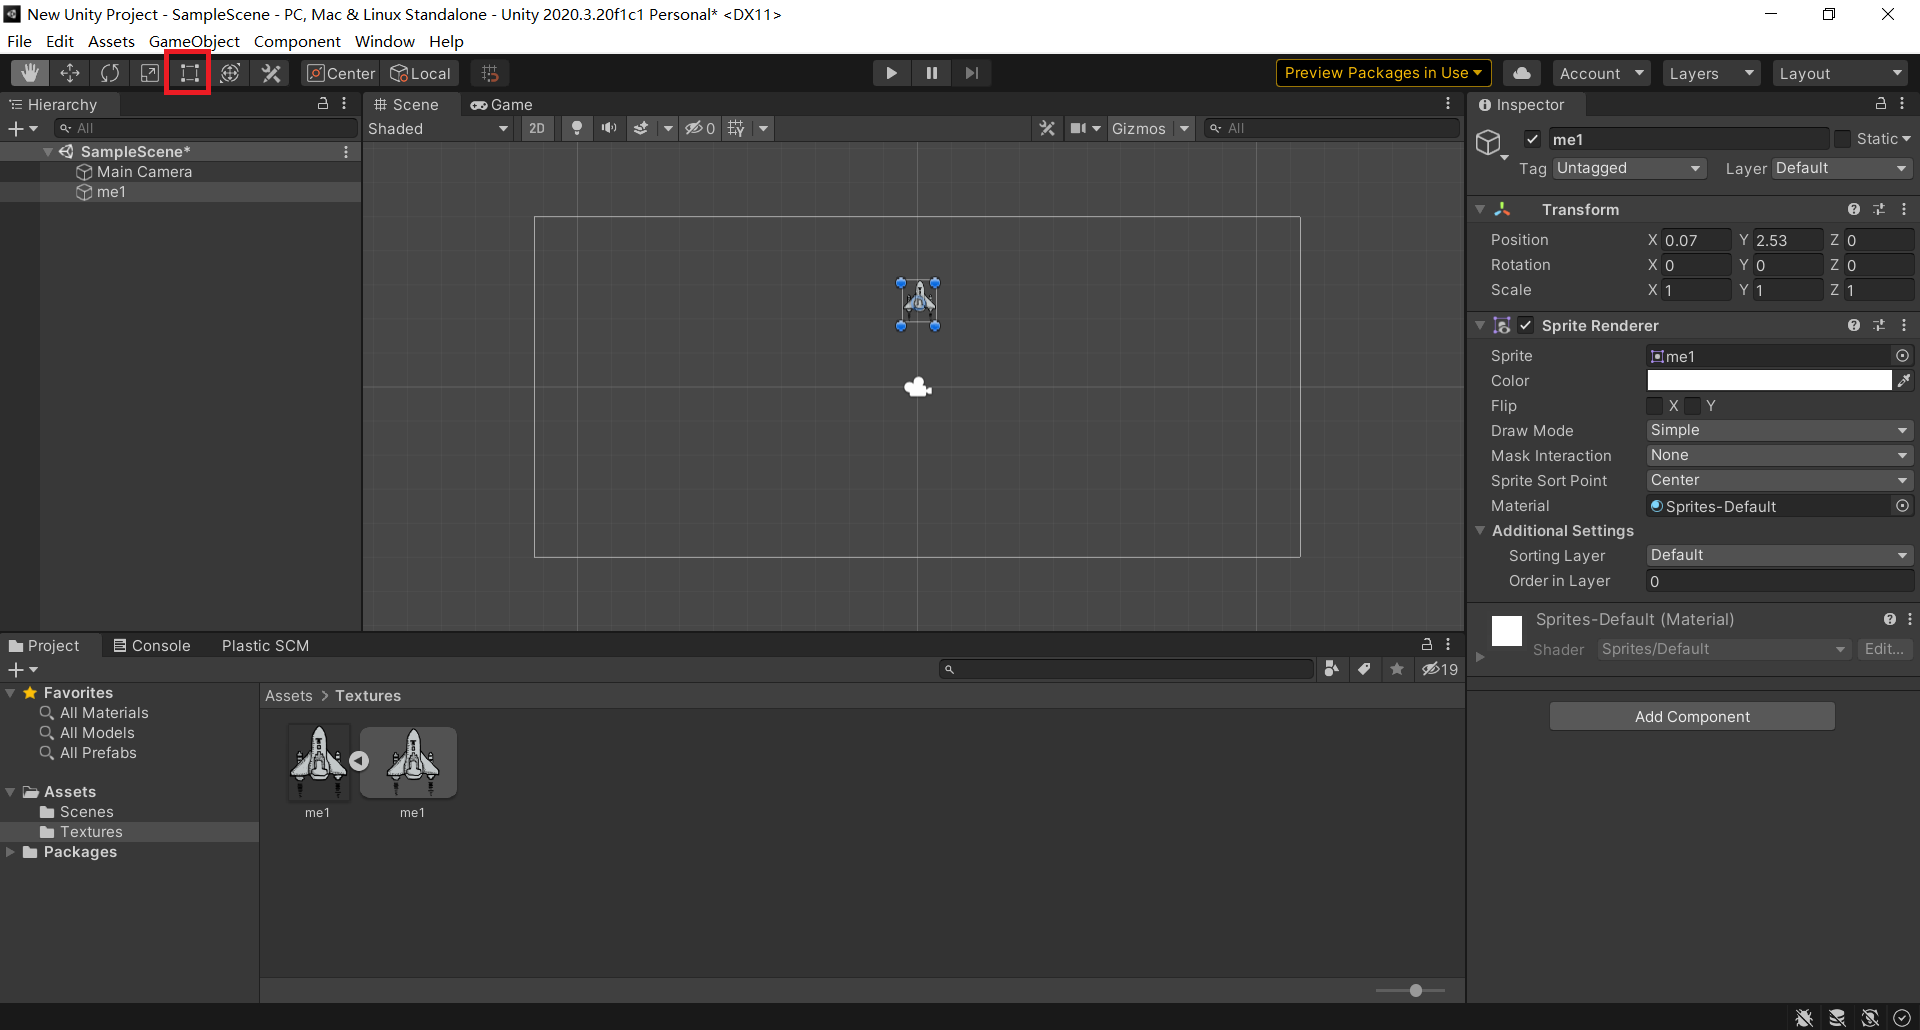 New Unity Project - SampleScene - PC, Mac & Linux Standalone - Unity 2020.3.20f1c1 Personal* <DX11>
File Edit Assets GameObject Component Window Help
Center Local Preview Packages in Use Account Layers Layout
Hierarchy
All
SampleScene*
Main Camera
me1
Scene Game
Shaded 2D 0 Gizmos All
Inspector
me1 Static
Tag Untagged Layer Default
Transform
Position X 0.07 Y 2.53 Z 0
Rotation X 0 Y 0 Z 0
Scale X 1 Y 1 Z 1
Sprite Renderer
Sprite me1
Color
Flip X Y
Draw Mode Simple
Mask Interaction None
Sprite Sort Point Center
Material Sprites-Default
Additional Settings
Sorting Layer Default
Order in Layer 0
Sprites-Default (Material)
Shader Sprites/Default Edit...
Add Component
Project Console Plastic SCM
19
Favorites
All Materials
All Models
All Prefabs
Assets
Scenes
Textures
Packages
Assets > Textures
me1 me1